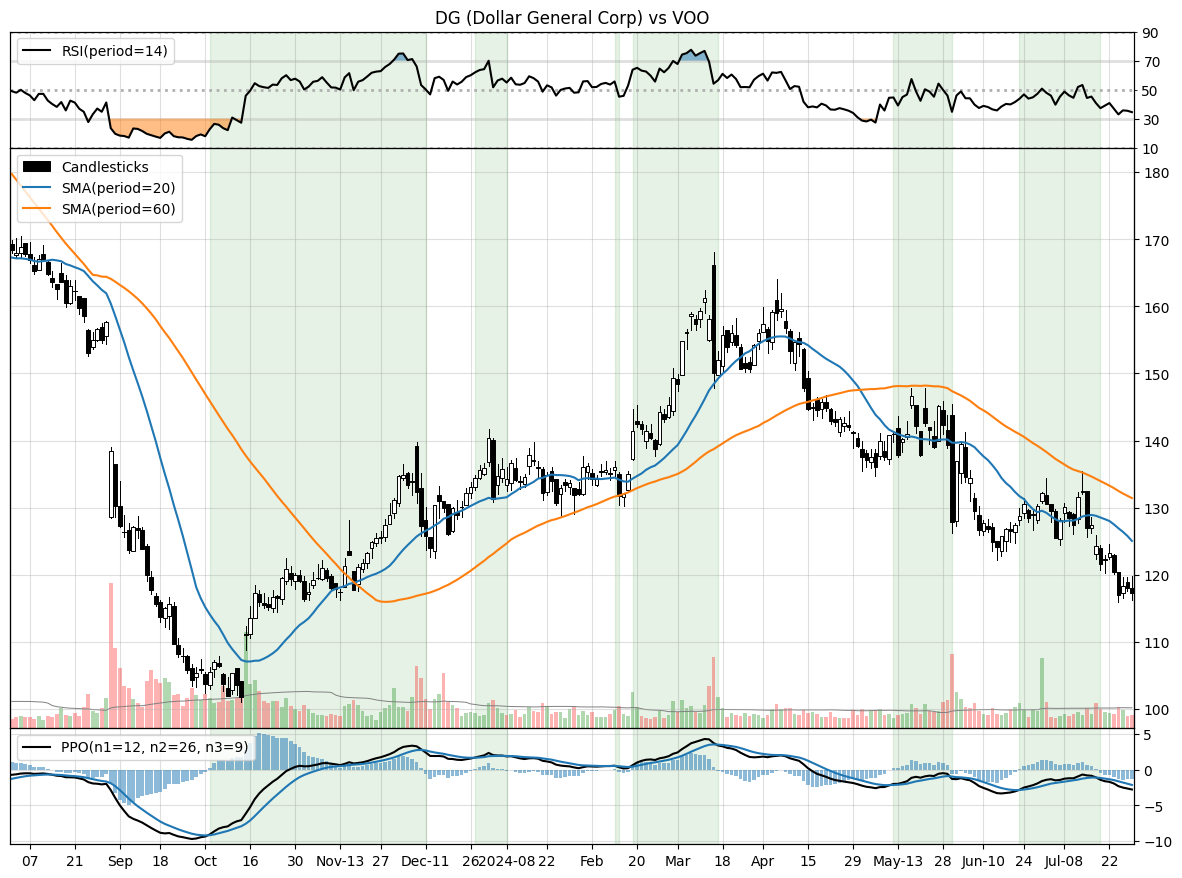 DG (Dollar General Corp) vs VOO
RSI(period=14)
90
70
50
30
10
Candlesticks
SMA(period=20)
SMA(period=60)
180
170
160
150
140
130
120
110
100
PPO(n1=12, n2=26, n3=9)
5
0
−5
−10
07 21 Sep 18 Oct 16 30 Nov-13 27 Dec-11 26 2024-08 22 Feb 20 Mar 18 Apr 15 29 May-13 28 Jun-10 24 Jul-08 22